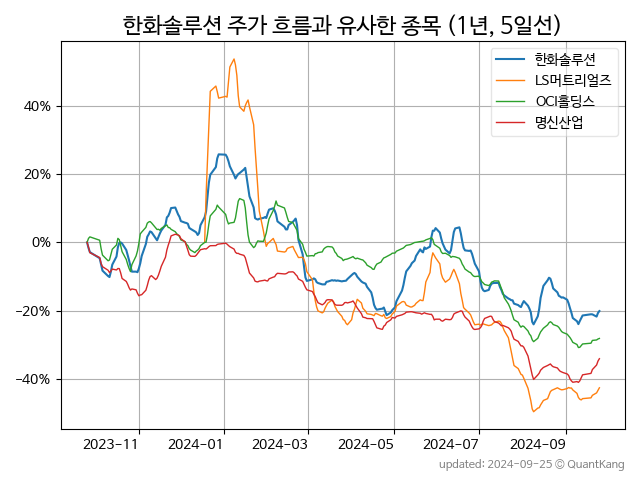 한화솔루션 주가 흐름과 유사한 종목 (1년, 5일선)
한화솔루션
LS머트리얼즈
OCI홀딩스
명신산업
40%
20%
0%
−20%
−40%
2023-11 2024-01 2024-03 2024-05 2024-07 2024-09
updated: 2024-09-25 © QuantKang